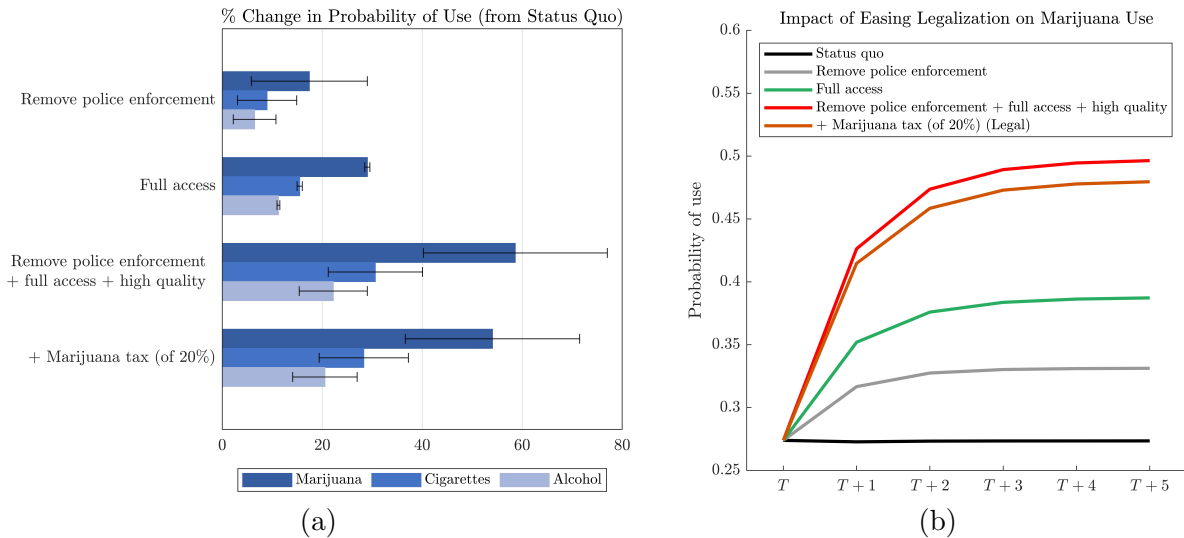 % Change in Probability of Use (from Status Quo)
Remove police enforcement
Full access
Remove police enforcement
+ full access + high quality
+ Marijuana tax (of 20%)
0 20 40 60 80
Marijuana Cigarettes Alcohol
(a)
Impact of Easing Legalization on Marijuana Use
0.6
0.55
0.5
0.45
0.4
0.35
0.3
0.25
Probability of use
Status quo
Remove police enforcement
Full access
Remove police enforcement + full access + high quality
+ Marijuana tax (of 20%) (Legal)
T T + 1 T + 2 T + 3 T + 4 T + 5
(b)